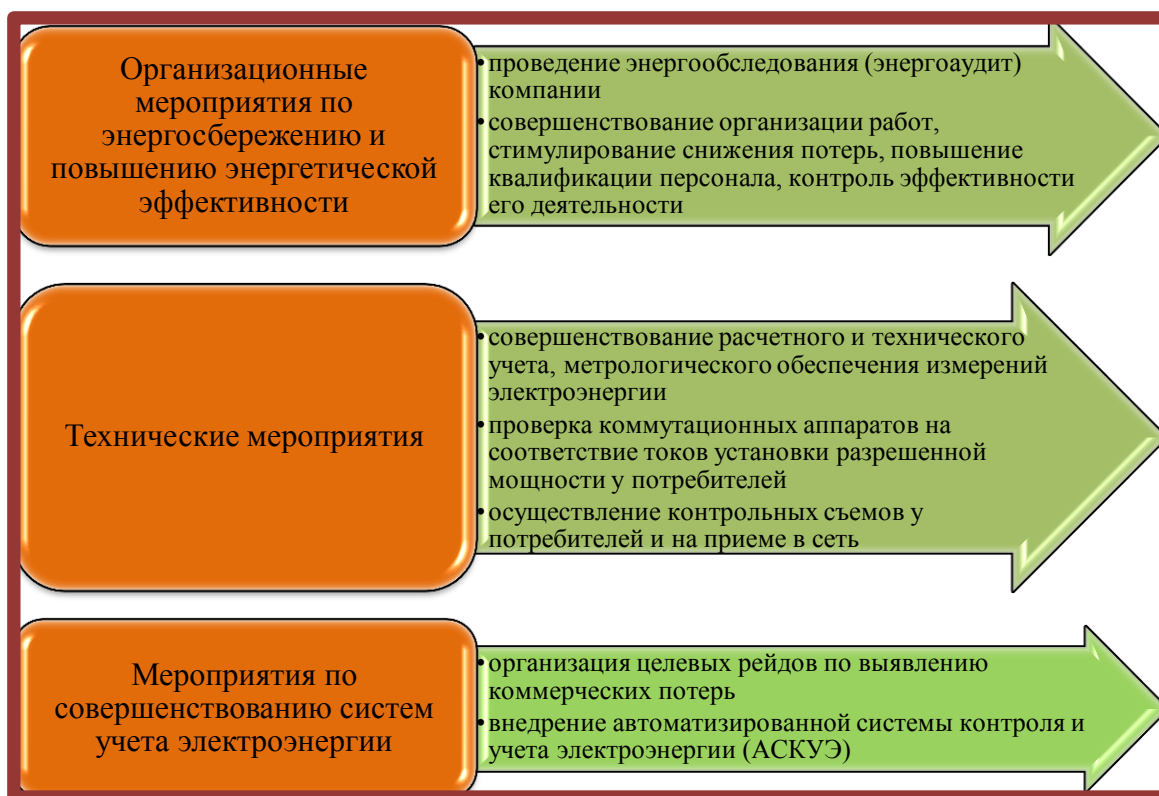 Организационные
мероприятия по
энергосбережению и
повышению энергетической
эффективности
•проведение энергообследования (энергоаудит)
компании
•совершенствование организации работ,
стимулирование снижения потерь, повышение
квалификации персонала, контроль эффективности
его деятельности
Технические мероприятия
•совершенствование расчетного и технического
учета, метрологического обеспечения измерений
электроэнергии
•проверка коммутационных аппаратов на
соответствие токов установки разрешенной
мощности у потребителей
•осуществление контрольных съемов у
потребителей и на приеме в сеть
Мероприятия по
совершенствованию систем
учета электроэнергии
•организация целевых рейдов по выявлению
коммерческих потерь
•внедрение автоматизированной системы контроля и
учета электроэнергии (АСКУЭ)